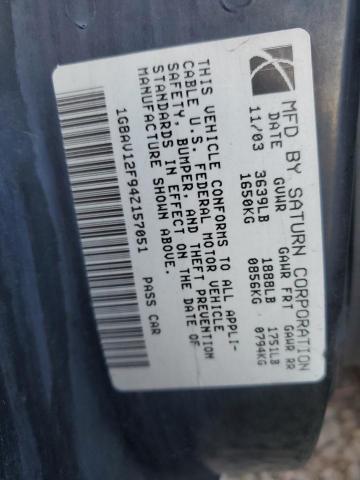 MFD BY SATURN CORPORATION
DATE GVWR GAWR FRT GAWR RR
11/03 3639LB 1888LB 1751LB
1650KG 0856KG 0794KG
THIS VEHICLE CONFORMS TO ALL APPLI-
CABLE U.S. FEDERAL MOTOR VEHICLE
SAFETY, BUMPER, AND THEFT PREVENTION
STANDARDS IN EFFECT ON THE DATE OF
MANUFACTURE SHOWN ABOVE.
1G8AV12F94Z157051 PASS CAR